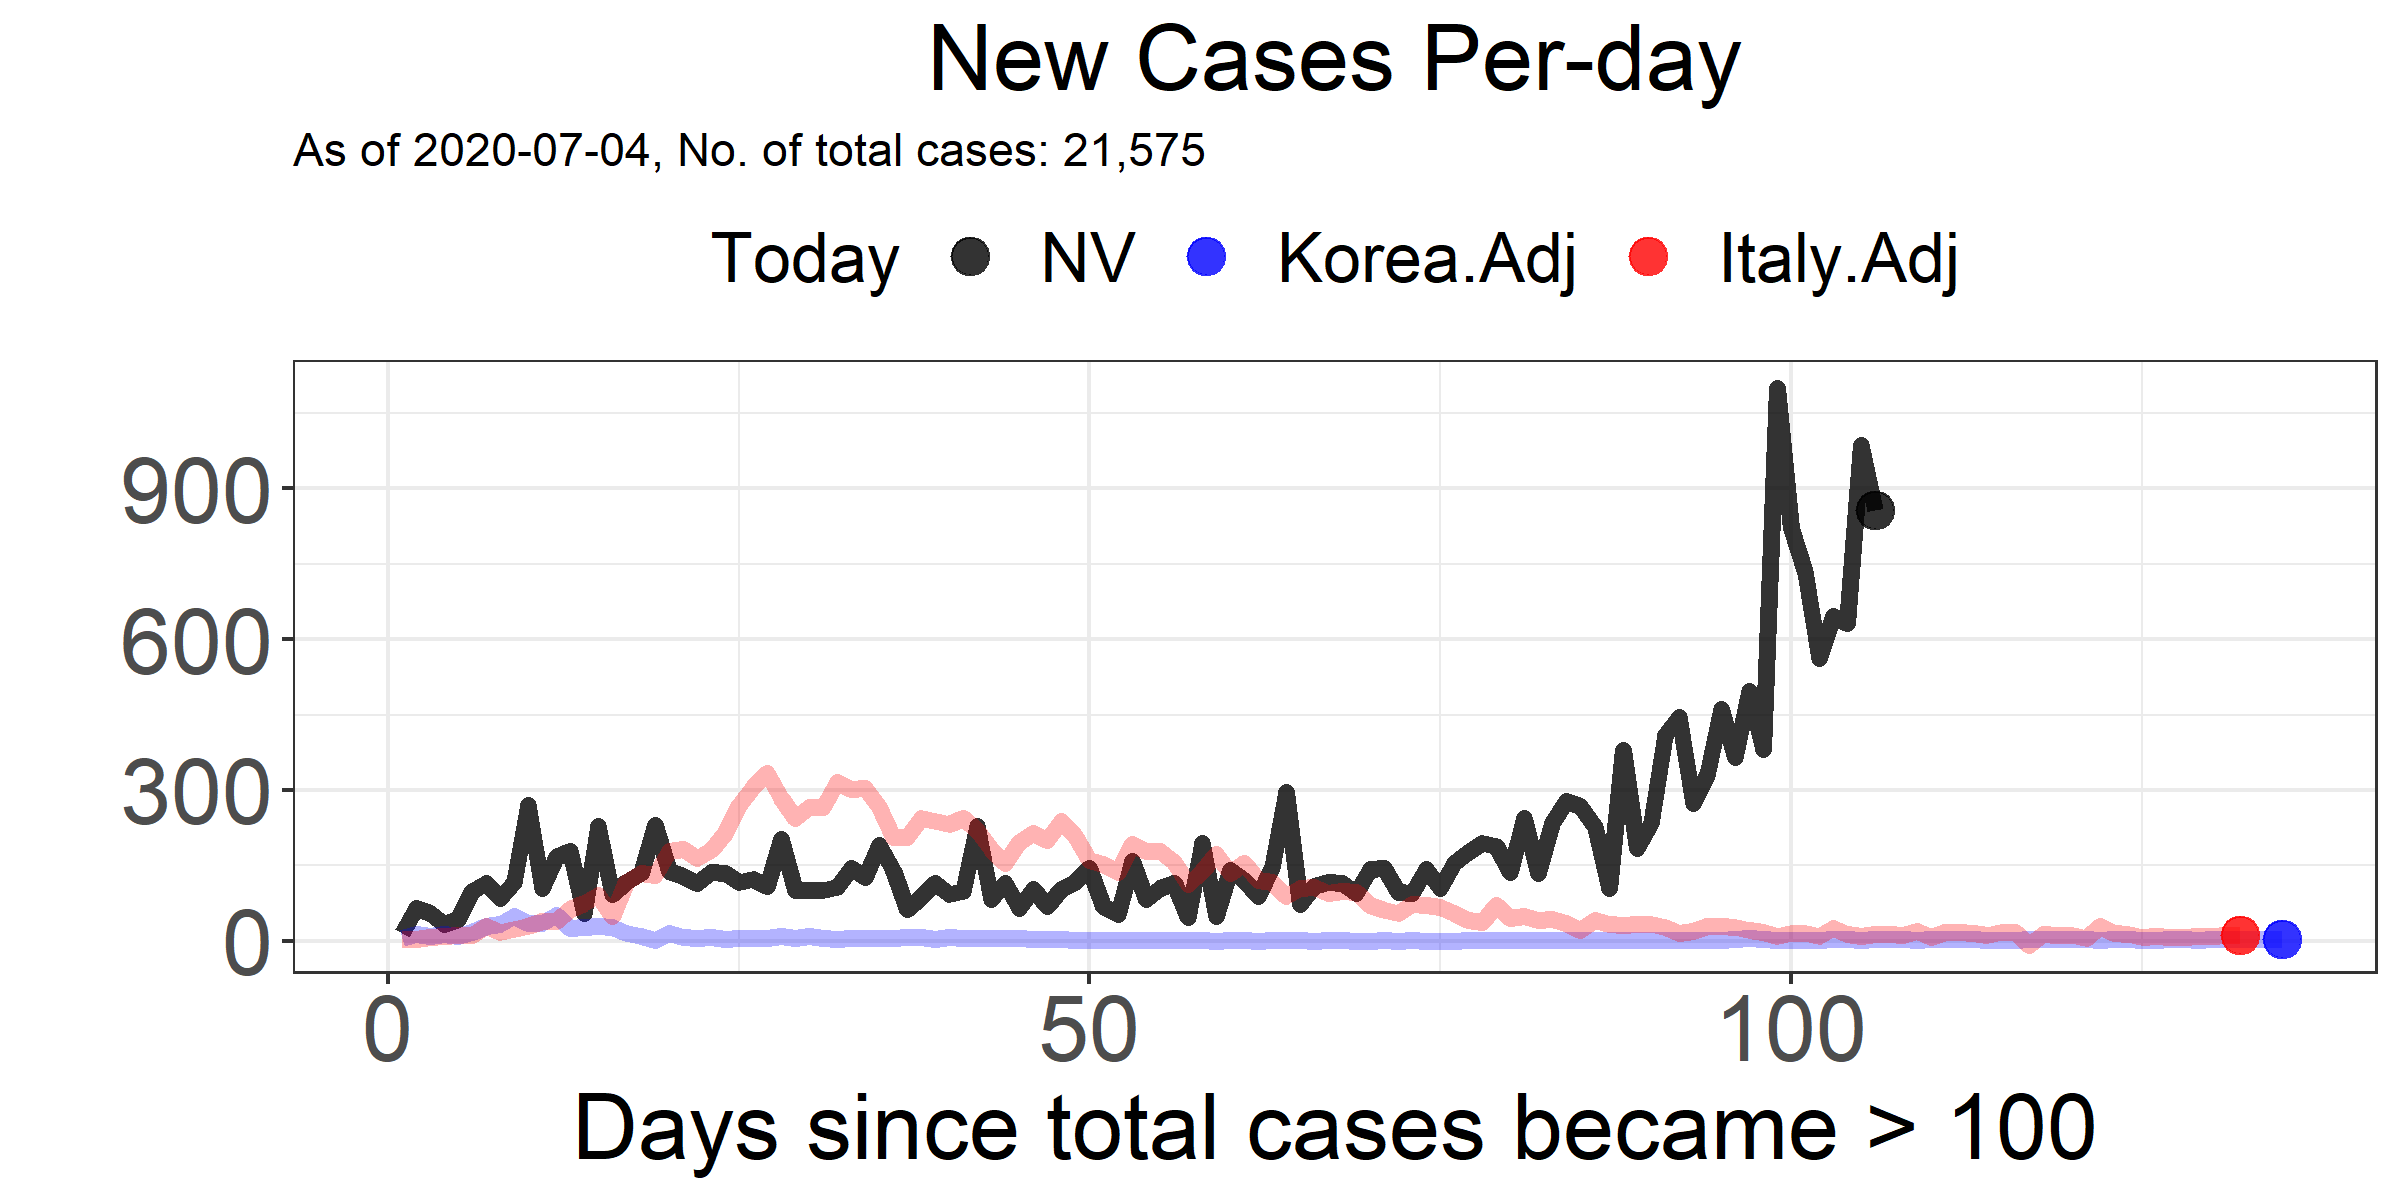 New Cases Per-day
As of 2020-07-04, No. of total cases: 21,575
Today NV Korea.Adj Italy.Adj
900
600
300
0
0 50 100
Days since total cases became > 100